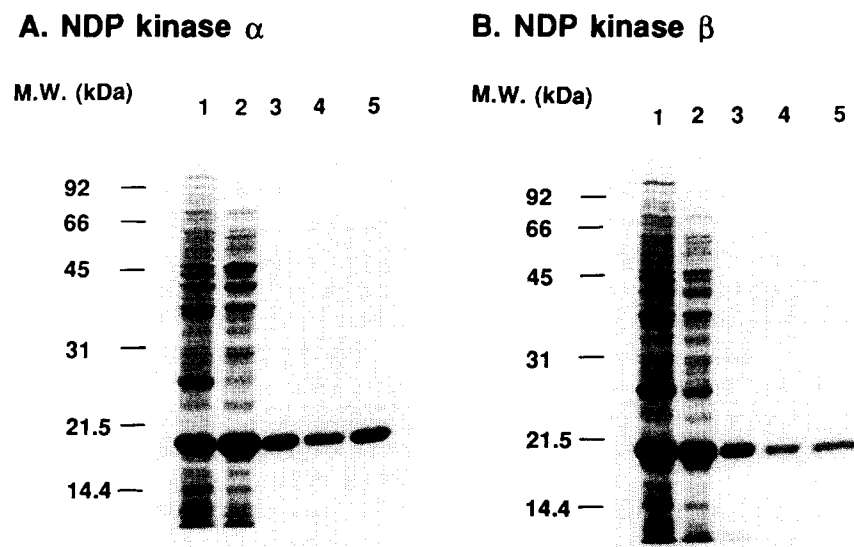 A. NDP kinase α
M.W. (kDa)
1 2 3 4 5
92 —
66 —
45 —
31 —
21.5 —
14.4 —
B. NDP kinase β
M.W. (kDa)
1 2 3 4 5
92 —
66 —
45 —
31 —
21.5 —
14.4 —